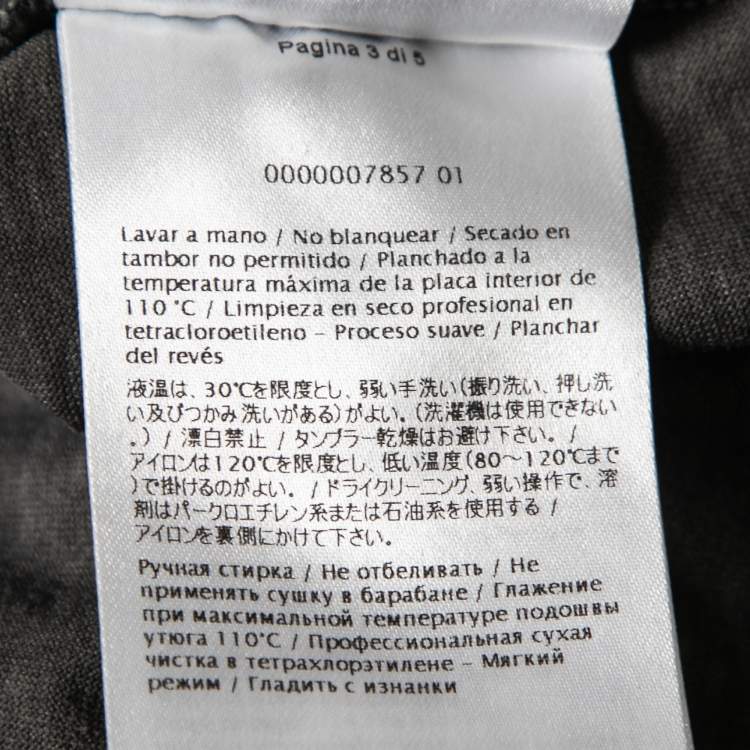 Pagina 3 di 5
0000007857 01
Lavar a mano / No blanquear / Secado en
tambor no permitido / Planchado a la
temperatura máxima de la placa interior de
110 °C / Limpieza en seco profesional en
tetracloroetileno – Proceso suave / Planchar
del revés
液温は、30℃を限度とし、弱い手洗い(振り洗い、押し洗
い及びつかみ洗いがある)がよい。(洗濯機は使用できない
。) / 漂白禁止 / タンブラー乾燥はお避け下さい。 /
アイロンは120℃を限度とし、低い温度(80〜120℃まで
)で掛けるのがよい。 / ドライクリーニング、弱い操作で、溶
剤はパークロエチレン系または石油系を使用する /
アイロンを裏側にかけて下さい。
Ручная стирка / Не отбеливать / Не
применять сушку в барабане / Глажение
при максимальной температуре подошвы
утюга 110°C / Профессиональная сухая
чистка в тетрахлорэтилене – Мягкий
режим / Гладить с изнанки